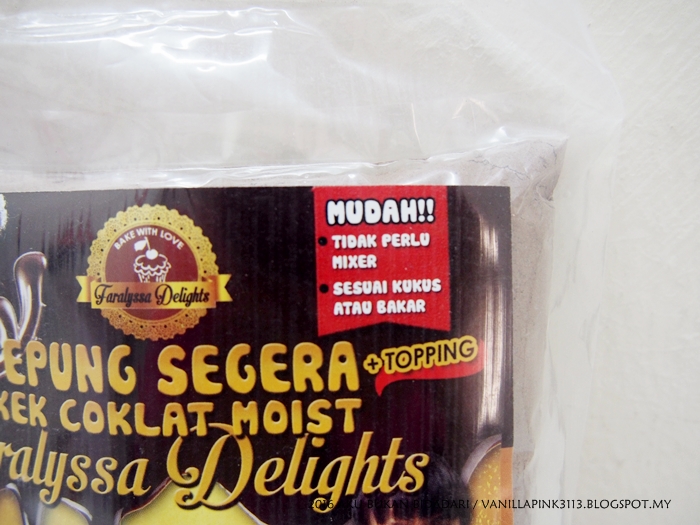 BAKE WITH LOVE
Faralyssa Delights
MUDAH!!
• TIDAK PERLU
MIXER
• SESUAI KUKUS
ATAU BAKAR
EPUNG SEGERA
+ TOPPING
KEK COKLAT MOIST
ralyssa Delights
/ VANILLAPINK3113.BLOGSPOT.MY